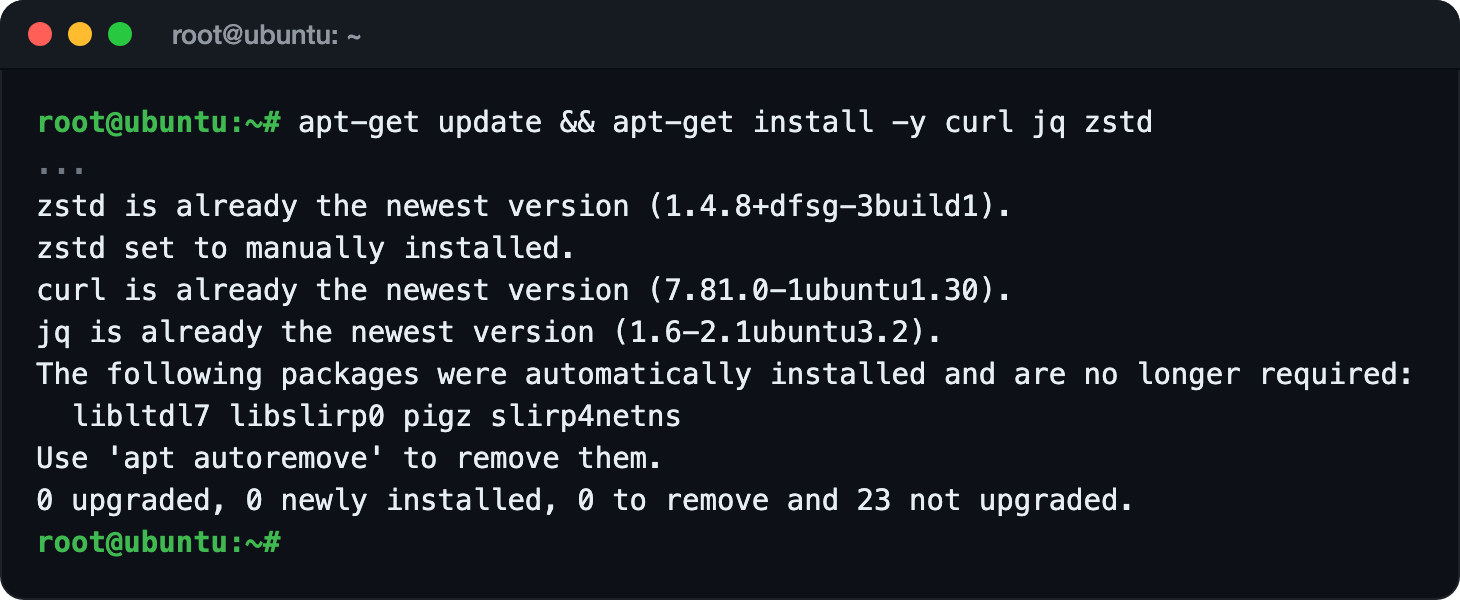 root@ubuntu: ~
root@ubuntu:~# apt-get update && apt-get install -y curl jq zstd
...
zstd is already the newest version (1.4.8+dfsg-3build1).
zstd set to manually installed.
curl is already the newest version (7.81.0-1ubuntu1.30).
jq is already the newest version (1.6-2.1ubuntu3.2).
The following packages were automatically installed and are no longer required:
  libltdl7 libslirp0 pigz slirp4netns
Use 'apt autoremove' to remove them.
0 upgraded, 0 newly installed, 0 to remove and 23 not upgraded.
root@ubuntu:~#